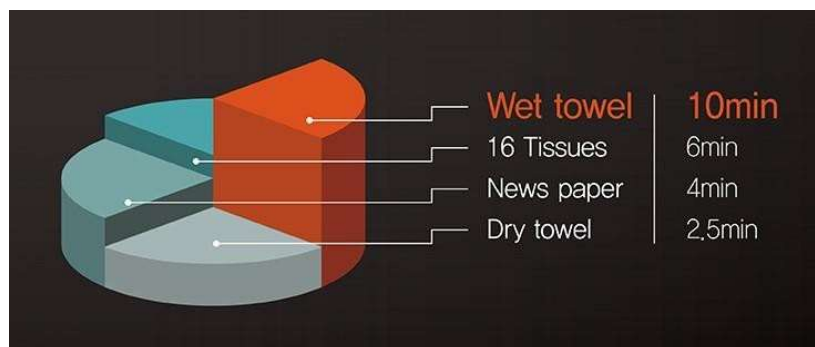 Wet towel 10min
16 Tissues 6min
News paper 4min
Dry towel 2,5min